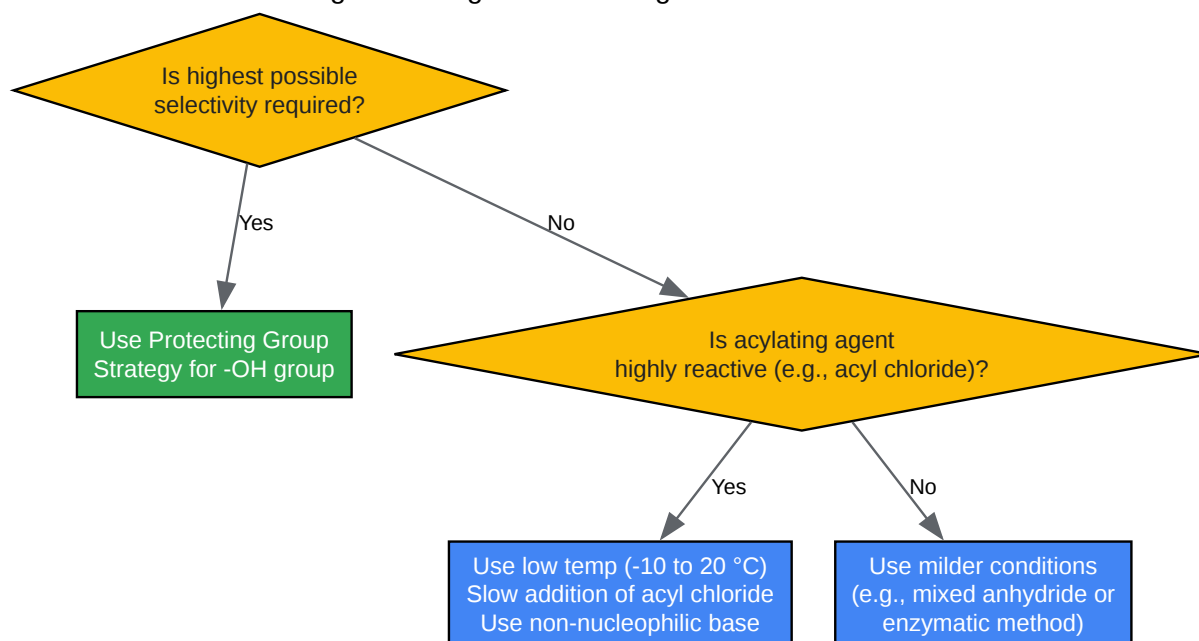 Is highest possible
selectivity required?
Yes
No
Use Protecting Group
Strategy for -OH group
Is acylating agent
highly reactive (e.g., acyl chloride)?
Yes
No
Use low temp (-10 to 20 °C)
Slow addition of acyl chloride
Use non-nucleophilic base
Use milder conditions
(e.g., mixed anhydride or
enzymatic method)